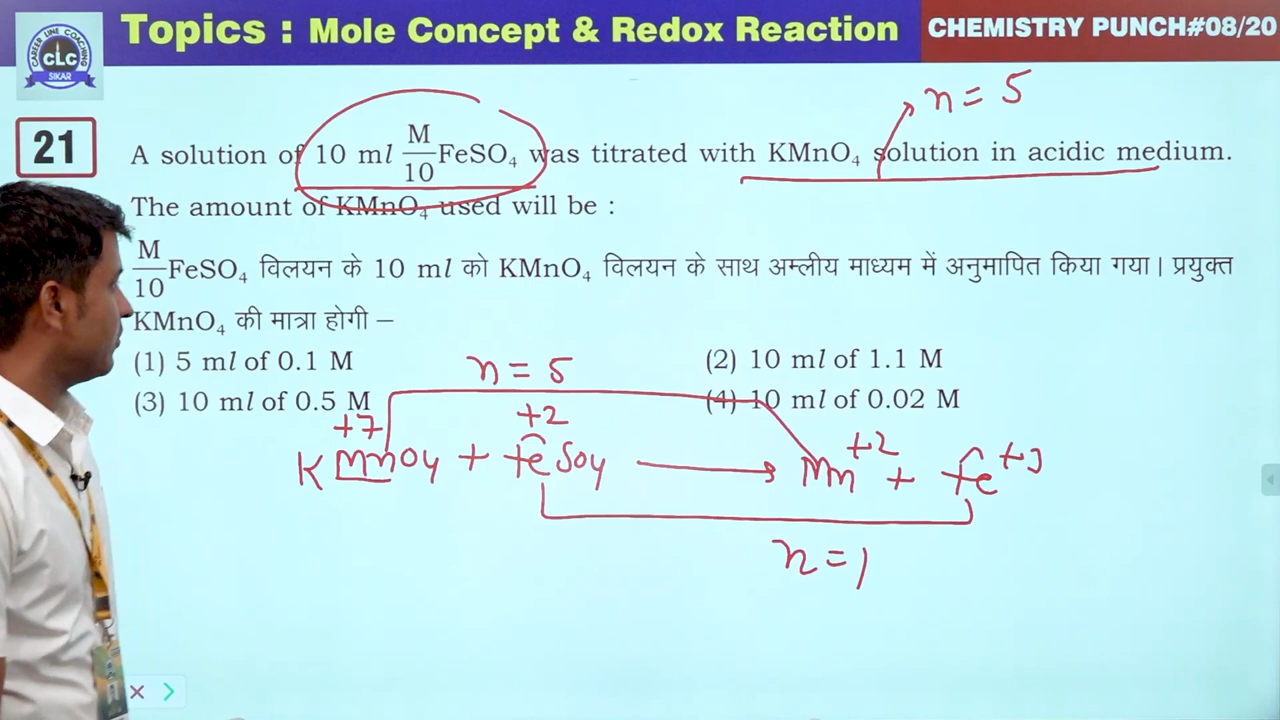 Topics : Mole Concept & Redox Reaction
CHEMISTRY PUNCH#08/20
CAREER LINE COACHING
CLC
SIKAR
n = 5
21
A solution of 10 ml M/10 FeSO₄ was titrated with KMnO₄ solution in acidic medium.
The amount of KMnO₄ used will be :
M/10 FeSO₄ विलयन के 10 ml को KMnO₄ विलयन के साथ अम्लीय माध्यम में अनुमापित किया गया। प्रयुक्त
KMnO₄ की मात्रा होगी –
(1) 5 ml of 0.1 M (2) 10 ml of 1.1 M
n = 5
(3) 10 ml of 0.5 M (4) 10 ml of 0.02 M
+7 +2 +2 +3
KMnO4 + FeSO4 → Mn + Fe
n = 1